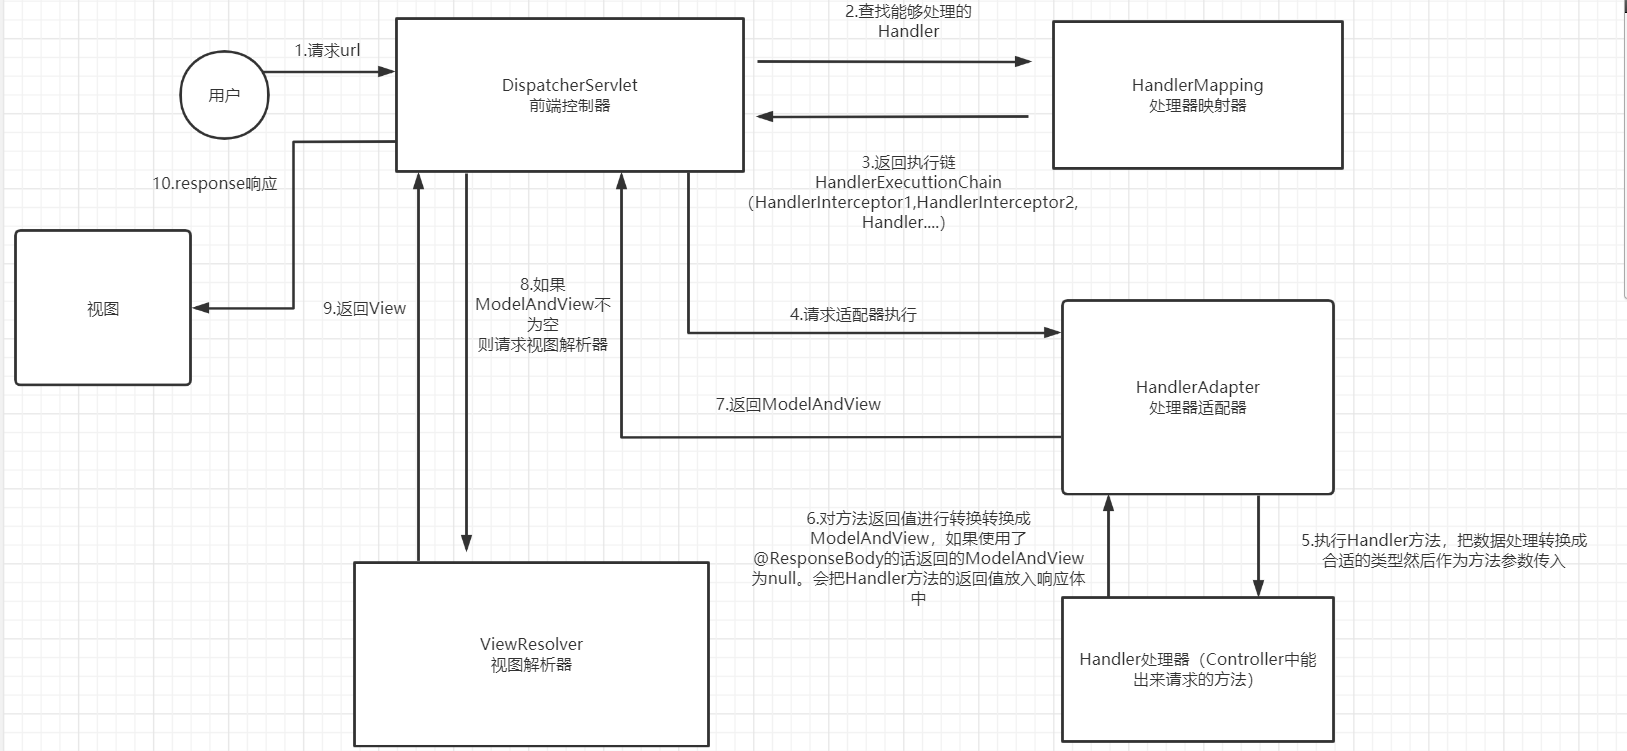 1.请求url
用户
DispatcherServlet
前端控制器
2.查找能够处理的
Handler
HandlerMapping
处理器映射器
3.返回执行链
HandlerExecuttionChain
（HandlerInterceptor1,HandlerInterceptor2,
Handler....）
10.response响应
视图
9.返回View
8.如果
ModelAndView不
为空
则请求视图解析器
4.请求适配器执行
HandlerAdapter
处理器适配器
7.返回ModelAndView
6.对方法返回值进行转换转换成
ModelAndView，如果使用了
@ResponseBody的话返回的ModelAndView
为null。会把Handler方法的返回值放入响应体
中
5.执行Handler方法，把数据处理转换成
合适的类型然后作为方法参数传入
ViewResolver
视图解析器
Handler处理器（Controller中能
出来请求的方法）